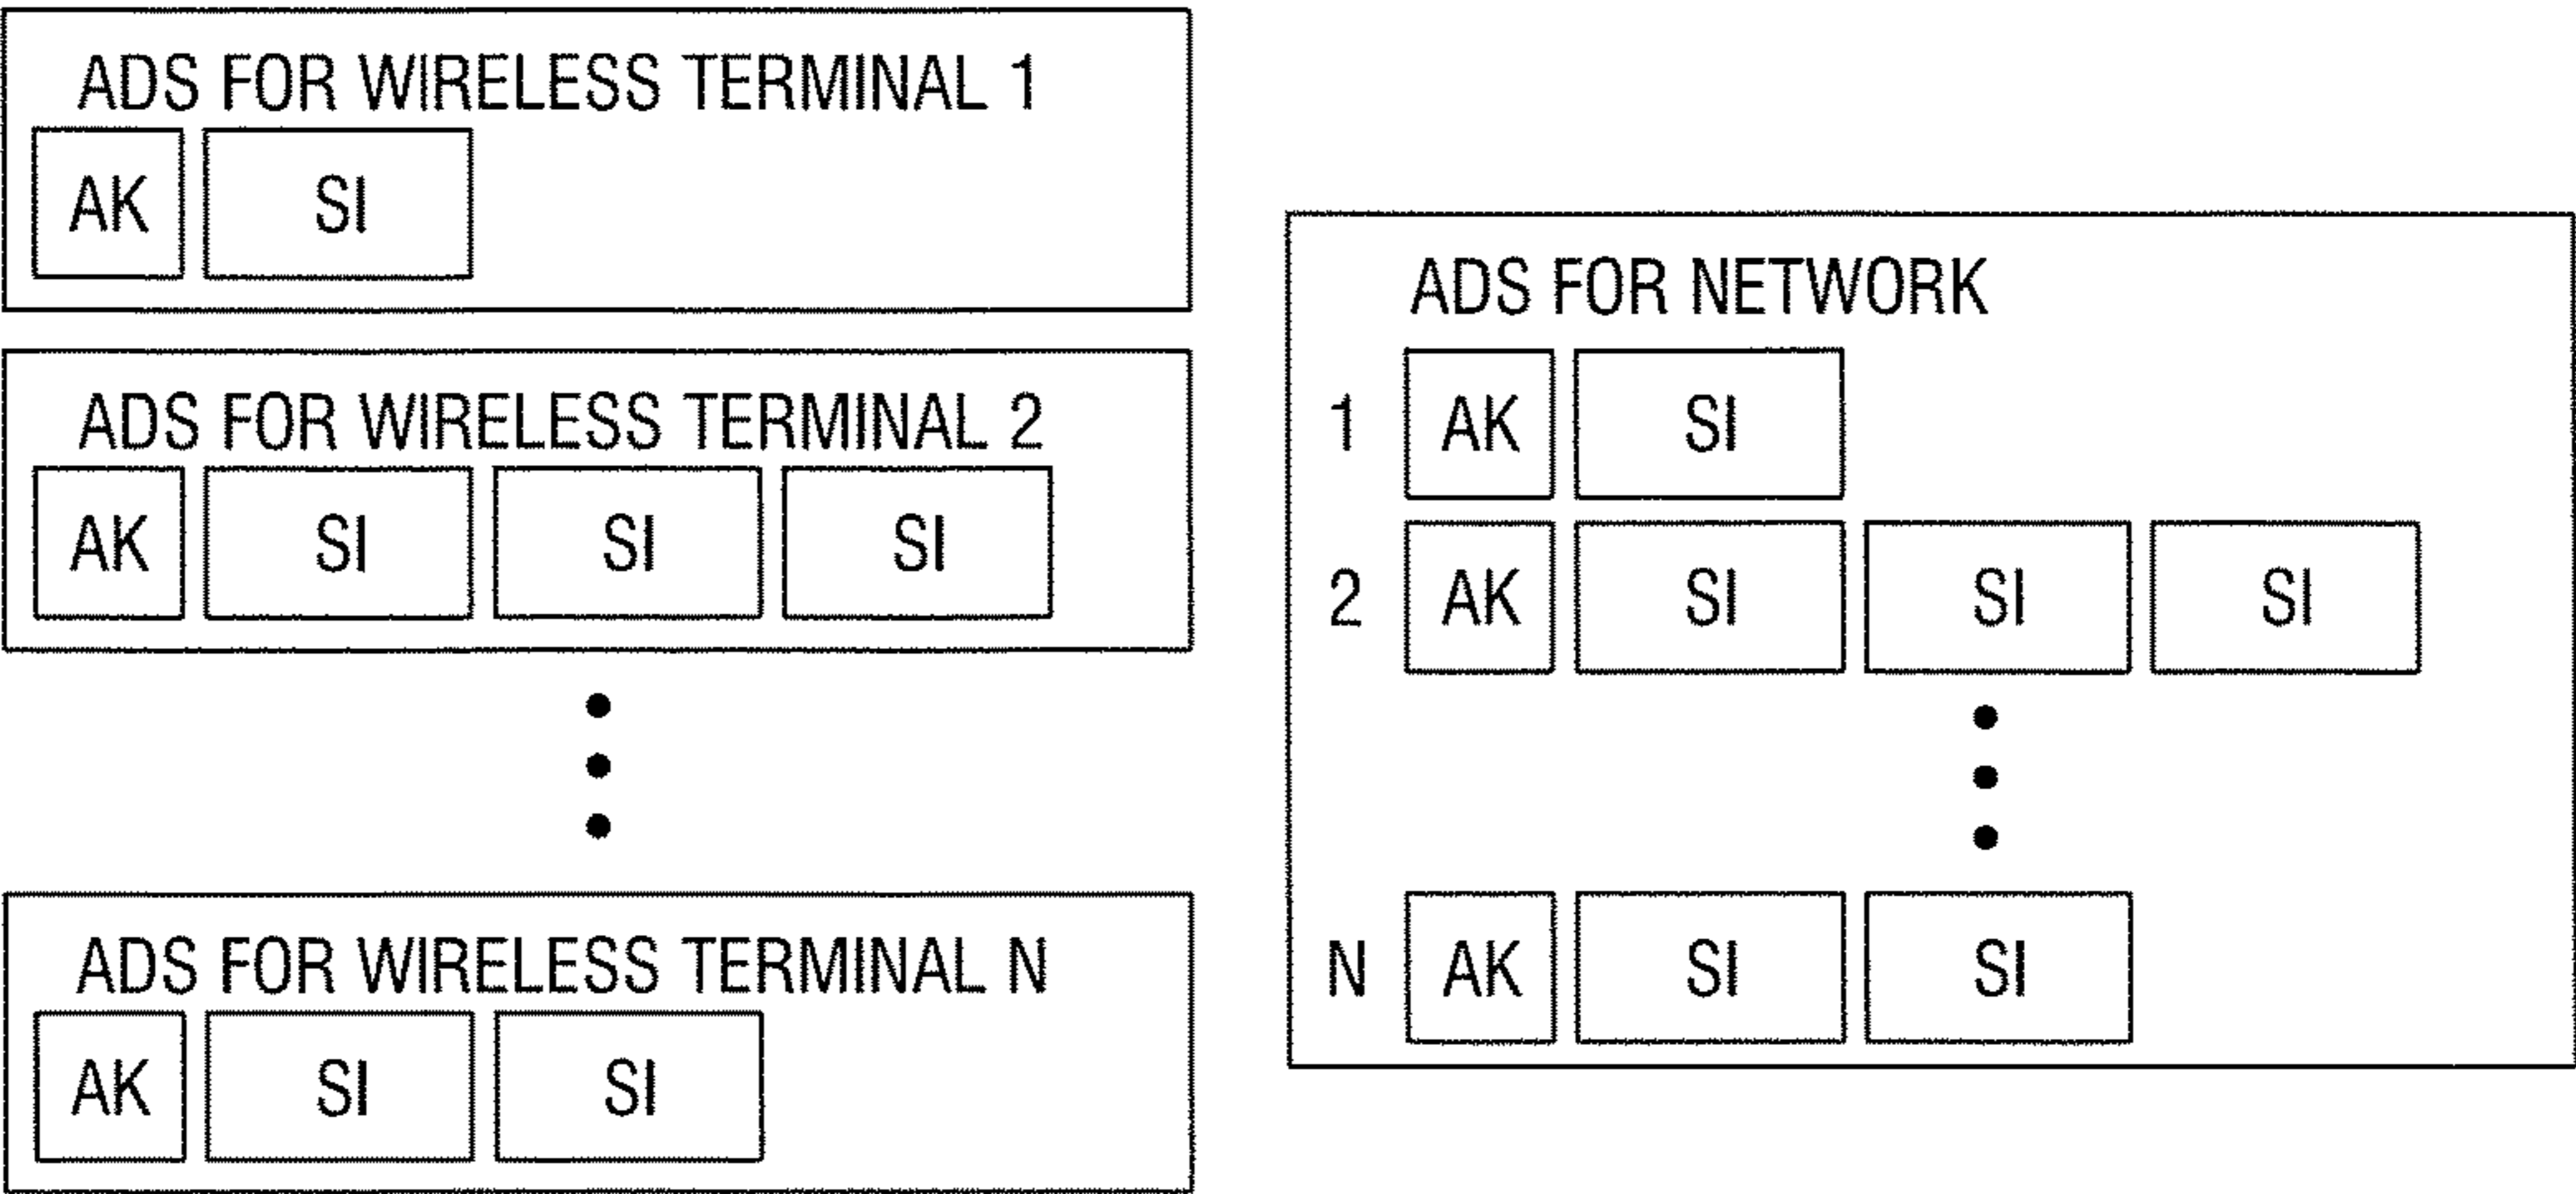 ADS FOR WIRELESS TERMINAL 1
AK SI
ADS FOR WIRELESS TERMINAL 2
AK SI SI SI
ADS FOR WIRELESS TERMINAL N
AK SI SI
ADS FOR NETWORK
1 AK SI
2 AK SI SI SI
N AK SI SI